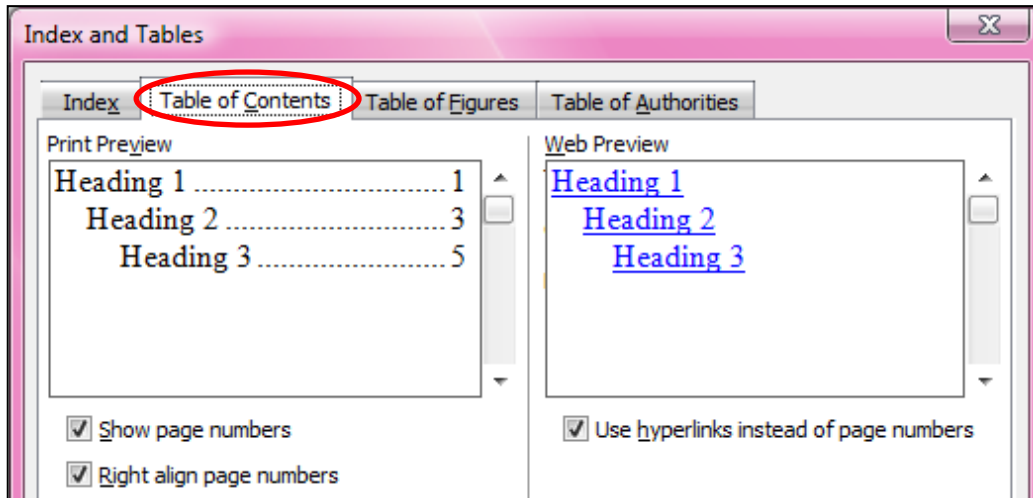 Index and Tables
Index Table of Contents Table of Figures Table of Authorities
Print Preview
Heading 1 ................................ 1
Heading 2 ............................ 3
Heading 3 ........................ 5
Web Preview
Heading 1
Heading 2
Heading 3
Show page numbers
Right align page numbers
Use hyperlinks instead of page numbers